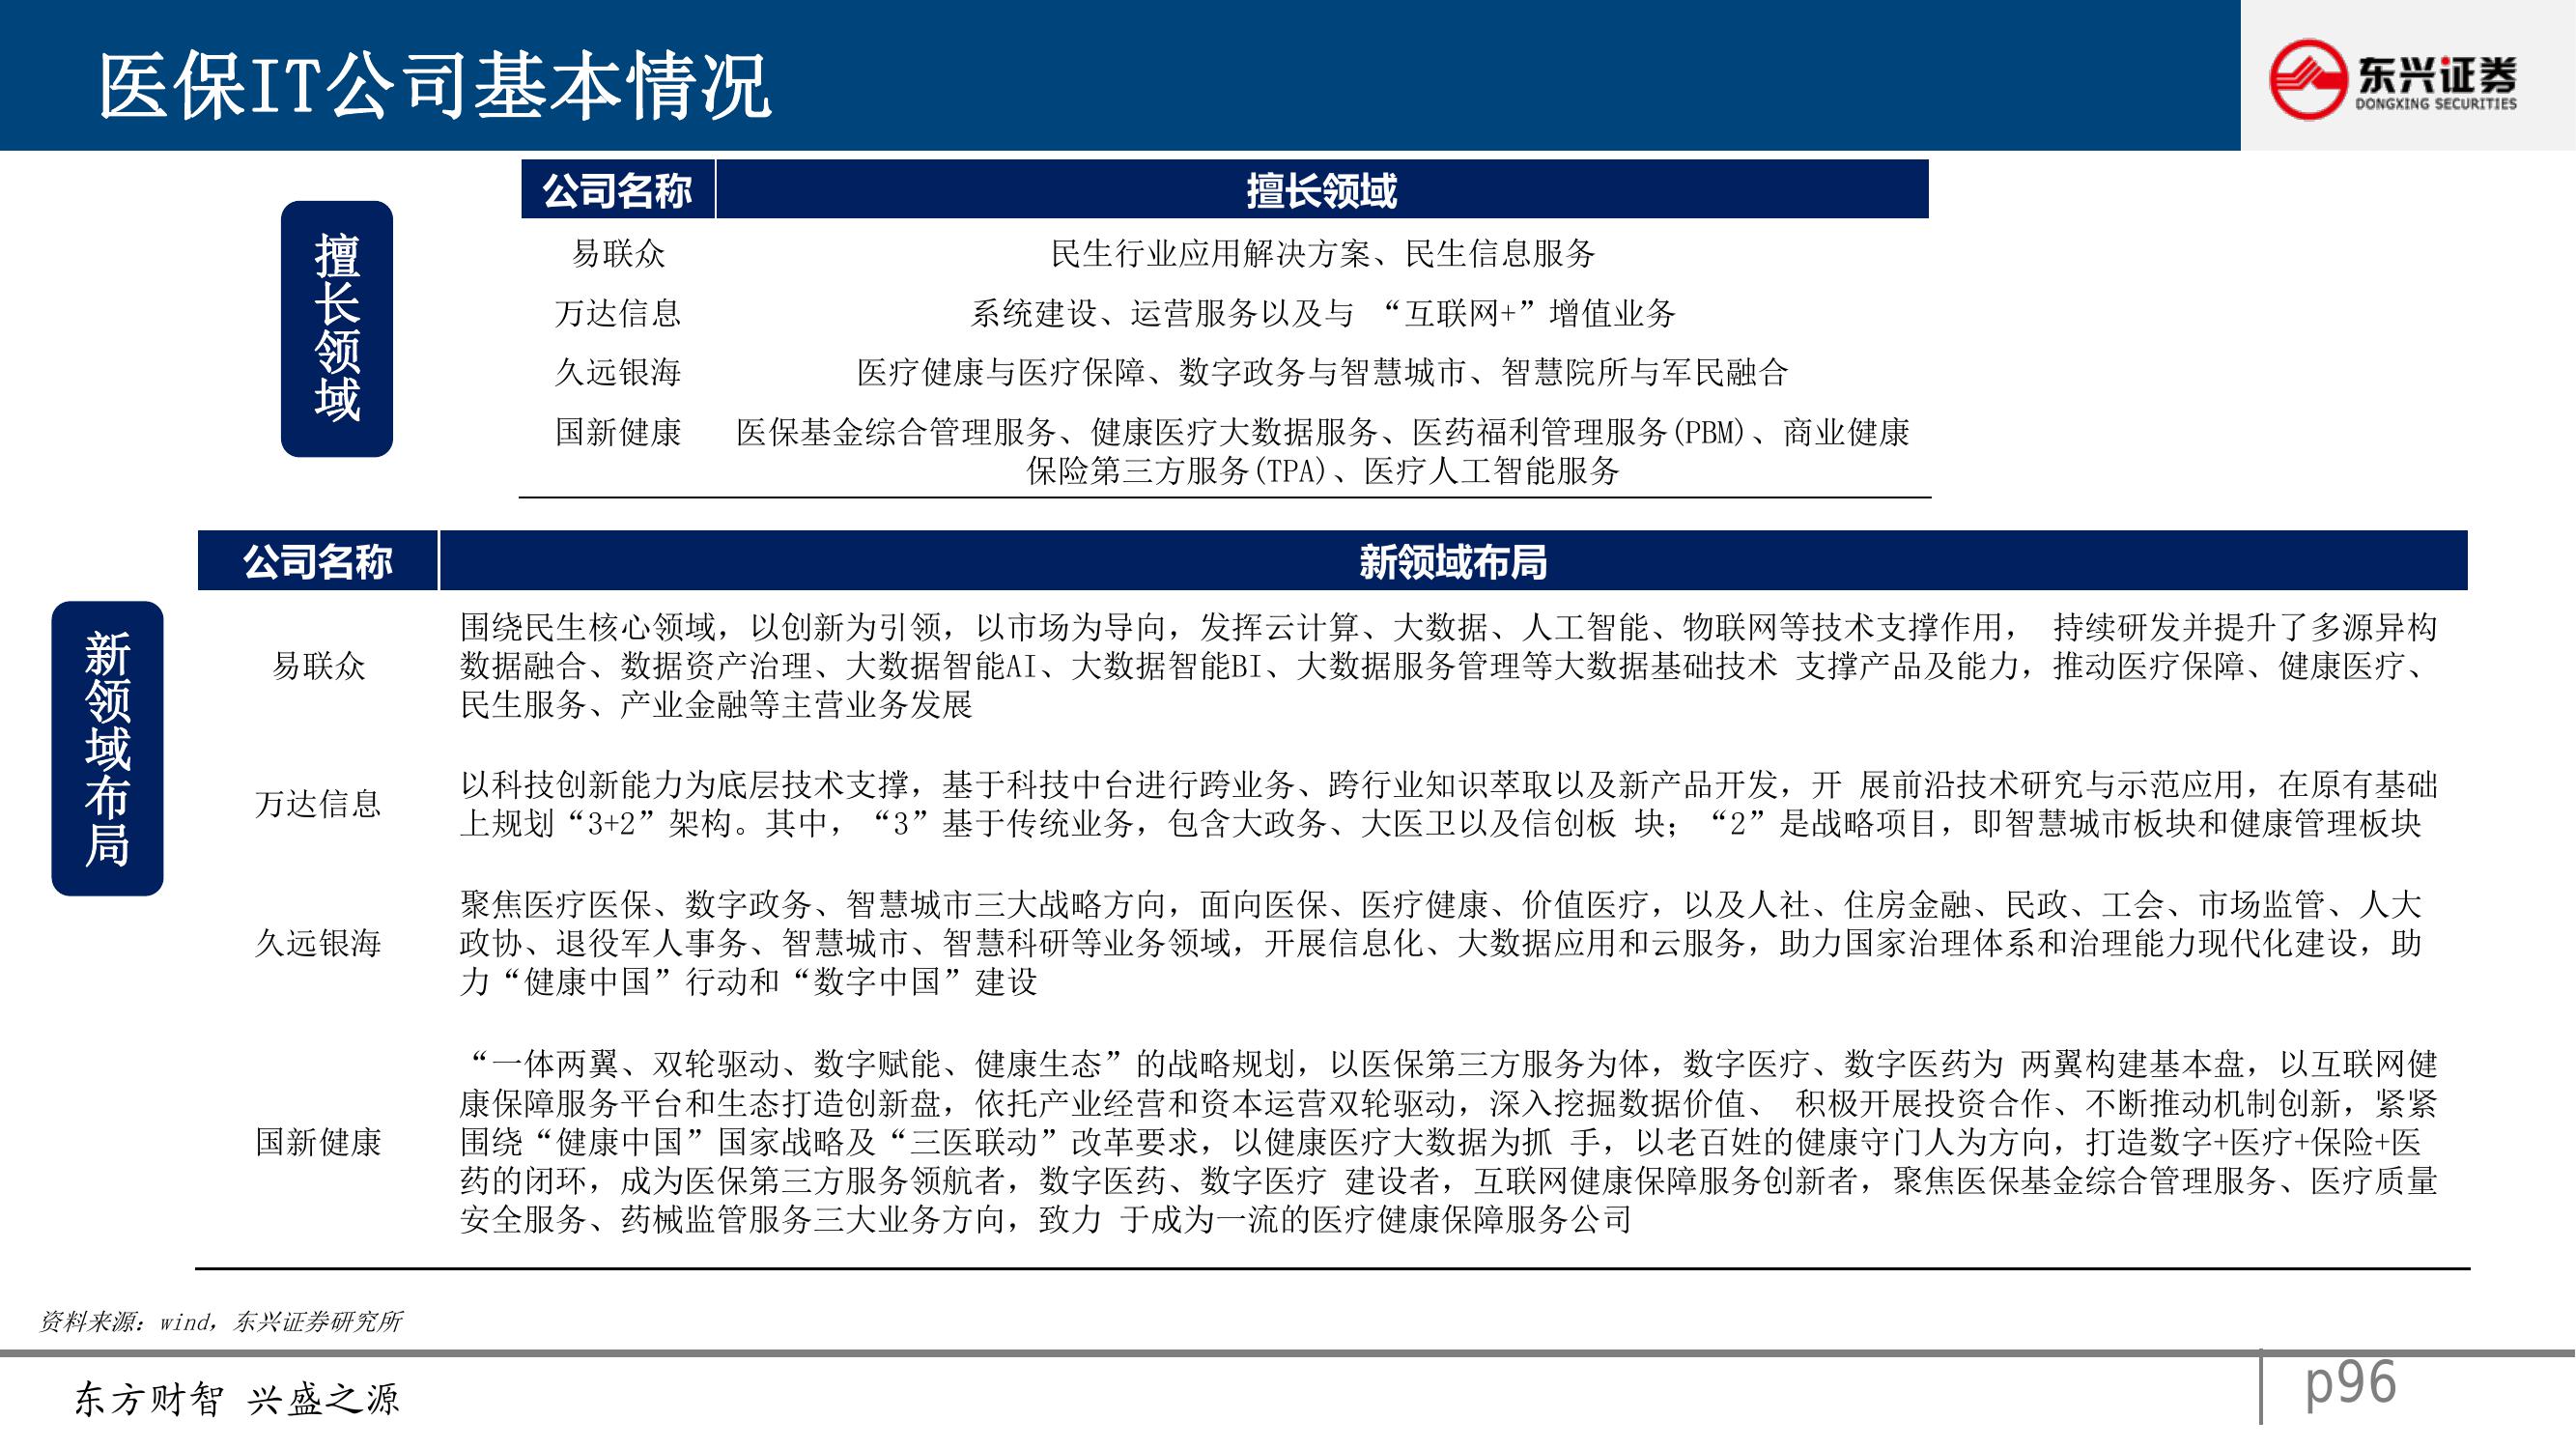 医保IT公司基本情况
东兴证券
DONGXING SECURITIES
擅长领域
公司名称 擅长领域
易联众 民生行业应用解决方案、民生信息服务
万达信息 系统建设、运营服务以及与 “互联网+”增值业务
久远银海 医疗健康与医疗保障、数字政务与智慧城市、智慧院所与军民融合
国新健康 医保基金综合管理服务、健康医疗大数据服务、医药福利管理服务(PBM)、商业健康
保险第三方服务(TPA)、医疗人工智能服务
新领域布局
公司名称 新领域布局
易联众
围绕民生核心领域，以创新为引领，以市场为导向，发挥云计算、大数据、人工智能、物联网等技术支撑作用， 持续研发并提升了多源异构
数据融合、数据资产治理、大数据智能AI、大数据智能BI、大数据服务管理等大数据基础技术 支撑产品及能力，推动医疗保障、健康医疗、
民生服务、产业金融等主营业务发展
万达信息
以科技创新能力为底层技术支撑，基于科技中台进行跨业务、跨行业知识萃取以及新产品开发，开 展前沿技术研究与示范应用，在原有基础
上规划“3+2”架构。其中，“3”基于传统业务，包含大政务、大医卫以及信创板 块；“2”是战略项目，即智慧城市板块和健康管理板块
久远银海
聚焦医疗医保、数字政务、智慧城市三大战略方向，面向医保、医疗健康、价值医疗，以及人社、住房金融、民政、工会、市场监管、人大
政协、退役军人事务、智慧城市、智慧科研等业务领域，开展信息化、大数据应用和云服务，助力国家治理体系和治理能力现代化建设，助
力“健康中国”行动和“数字中国”建设
国新健康
“一体两翼、双轮驱动、数字赋能、健康生态”的战略规划，以医保第三方服务为体，数字医疗、数字医药为 两翼构建基本盘，以互联网健
康保障服务平台和生态打造创新盘，依托产业经营和资本运营双轮驱动，深入挖掘数据价值、 积极开展投资合作、不断推动机制创新，紧紧
围绕“健康中国”国家战略及“三医联动”改革要求，以健康医疗大数据为抓 手，以老百姓的健康守门人为方向，打造数字+医疗+保险+医
药的闭环，成为医保第三方服务领航者，数字医药、数字医疗 建设者，互联网健康保障服务创新者，聚焦医保基金综合管理服务、医疗质量
安全服务、药械监管服务三大业务方向，致力 于成为一流的医疗健康保障服务公司
资料来源：wind，东兴证券研究所
东方财智 兴盛之源
p96